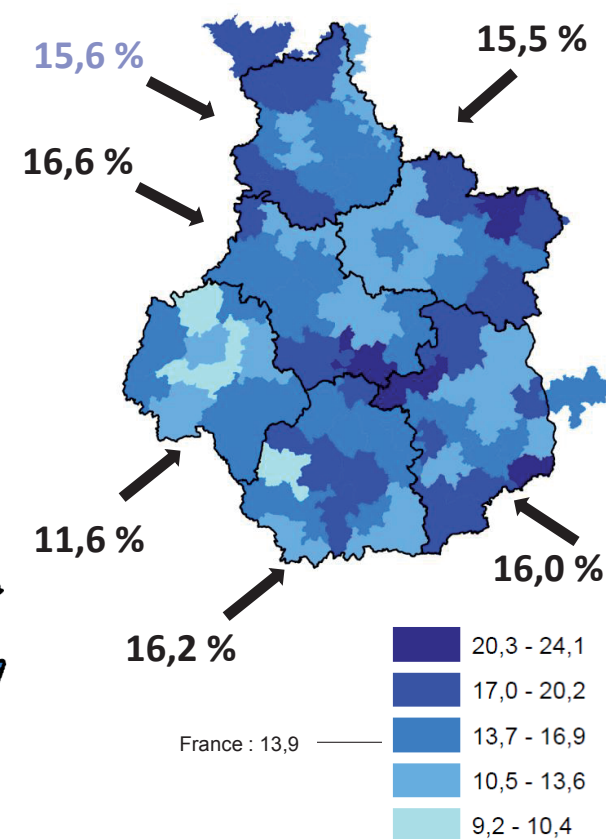 15,5 %
15,6 %
16,6 %
11,6 %
16,0 %
16,2 %
20,3 - 24,1
17,0 - 20,2
France : 13,9
13,7 - 16,9
10,5 - 13,6
9,2 - 10,4